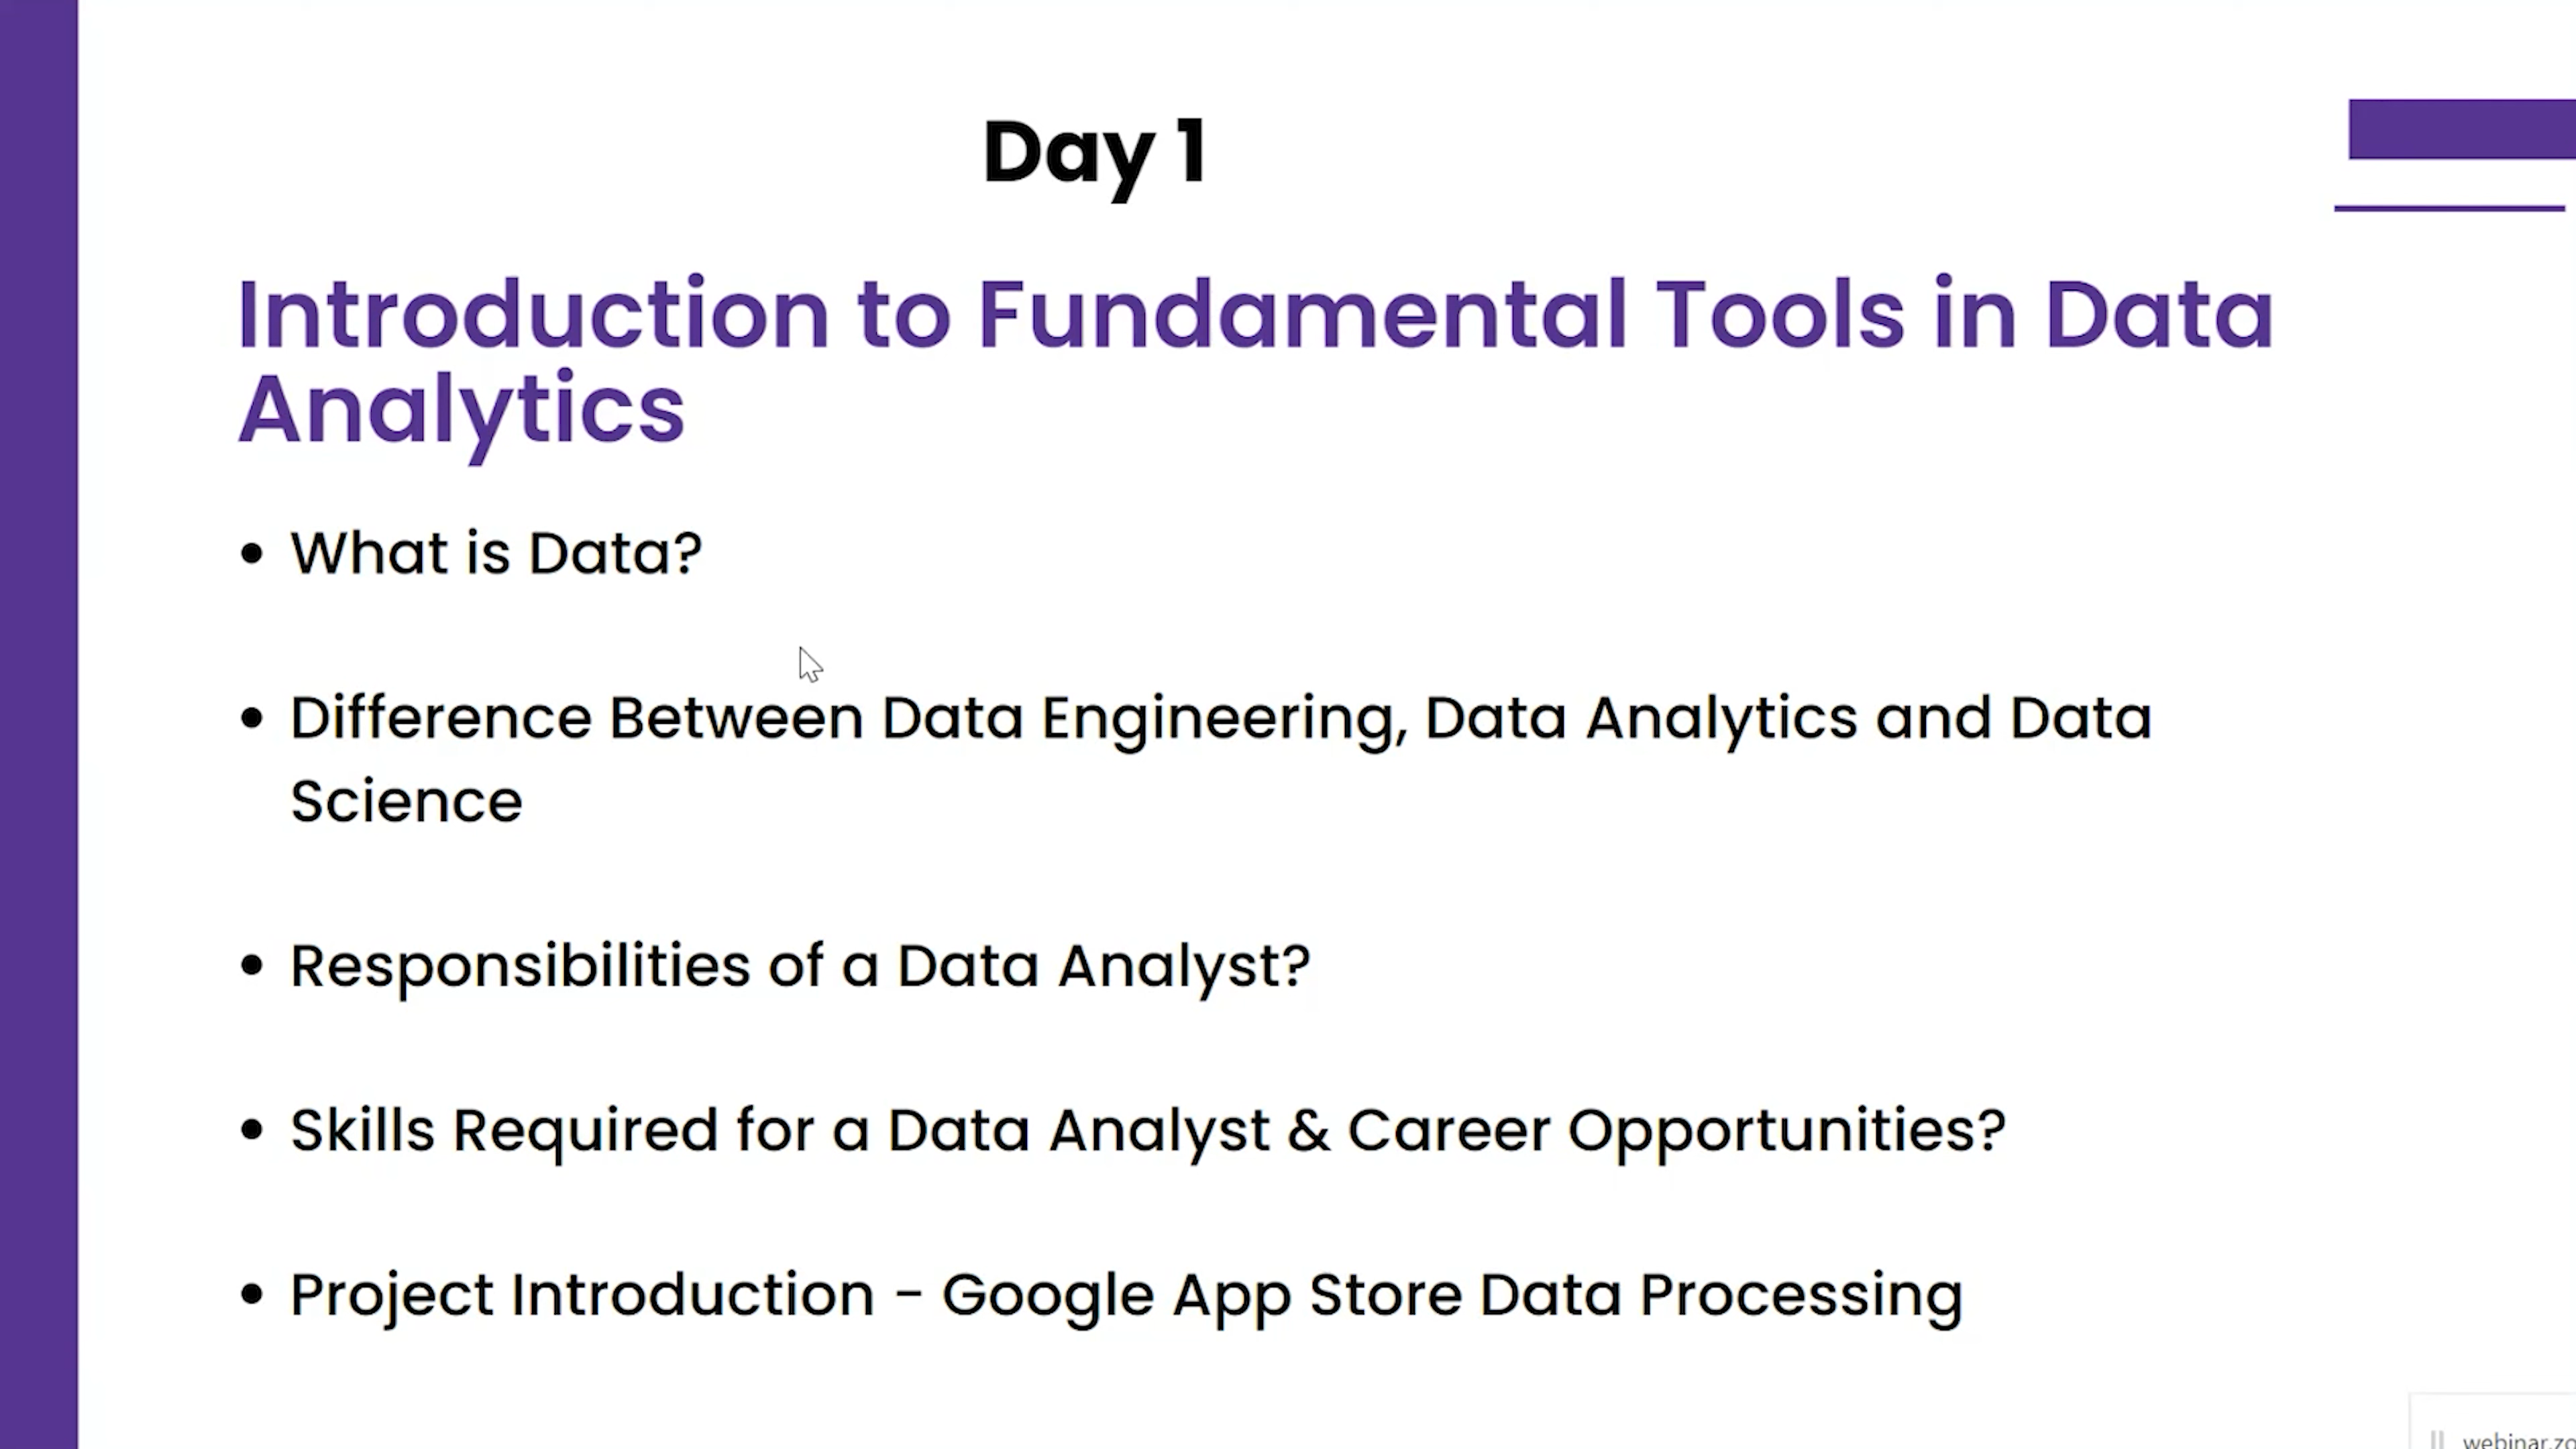 Day 1
Introduction to Fundamental Tools in Data
Analytics
• What is Data?
• Difference Between Data Engineering, Data Analytics and Data
Science
• Responsibilities of a Data Analyst?
• Skills Required for a Data Analyst & Career Opportunities?
• Project Introduction - Google App Store Data Processing